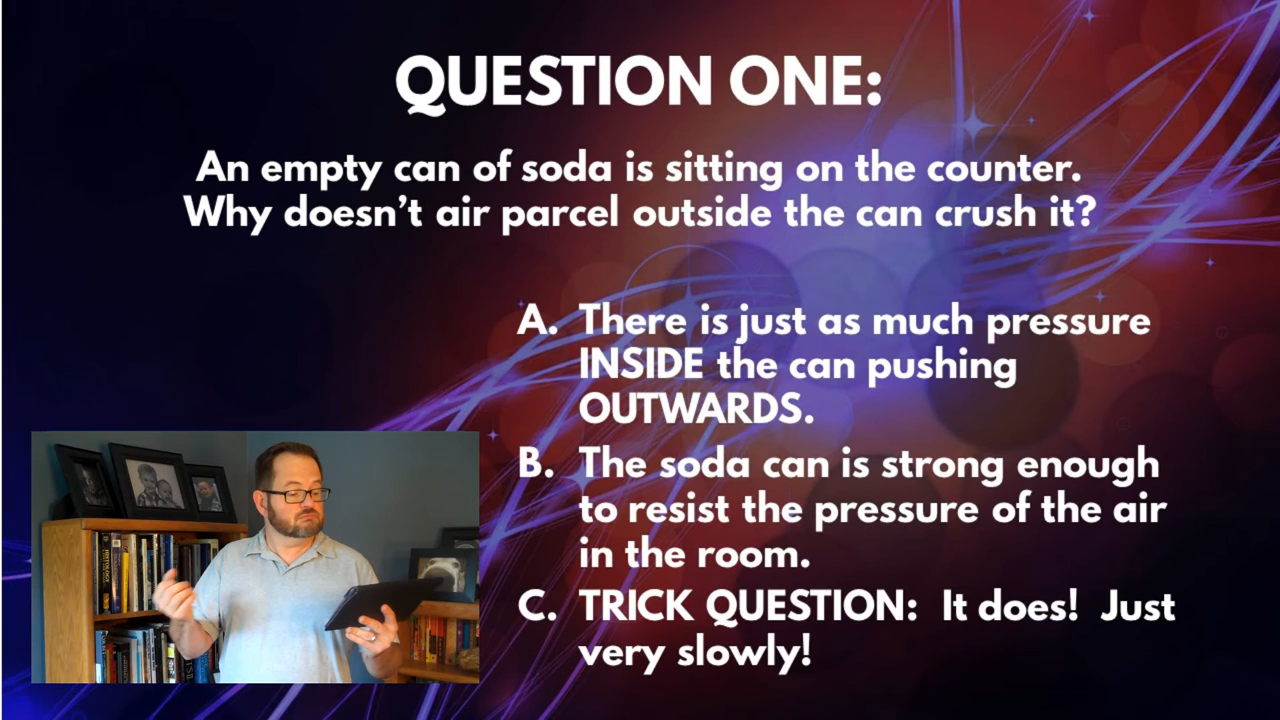 QUESTION ONE:
An empty can of soda is sitting on the counter.
Why doesn't air parcel outside the can crush it?
A. There is just as much pressure
INSIDE the can pushing
OUTWARDS.
B. The soda can is strong enough
to resist the pressure of the air
in the room.
C. TRICK QUESTION: It does! Just
very slowly!